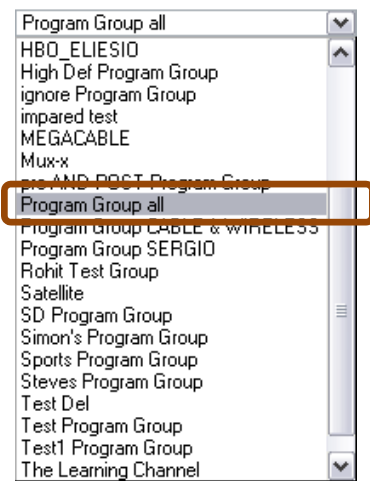 Program Group all
HBO_ELIESIO
High Def Program Group
ignore Program Group
impared test
MEGACABLE
Mux-x
pre AND POST Program Group
Program Group all
Program Group CABLE & WIRELESS
Program Group SERGIO
Rohit Test Group
Satellite
SD Program Group
Simon's Program Group
Sports Program Group
Steves Program Group
Test Del
Test Program Group
Test1 Program Group
The Learning Channel